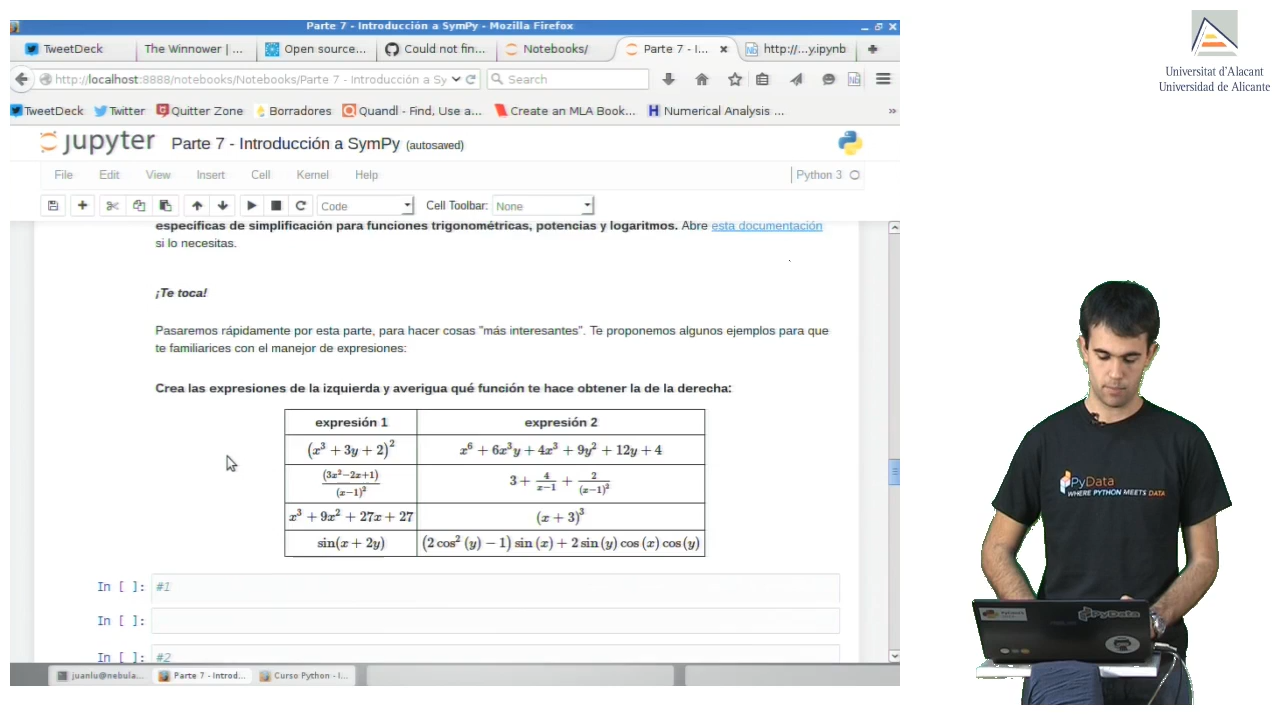 Parte 7 - Introducción a SymPy - Mozilla Firefox
TweetDeck
The Winnower | ...
Open source...
Could not fin...
Notebooks/
Parte 7 - I...
http://...y.ipynb
http://localhost:8888/notebooks/Notebooks/Parte 7 - Introducción a Sy
Search
TweetDeck
Twitter
Quitter Zone
Borradores
Quandl - Find, Use a...
Create an MLA Book...
Numerical Analysis ...
jupyter Parte 7 - Introducción a SymPy (autosaved)
File Edit View Insert Cell Kernel Help
Python 3
Code
Cell Toolbar: None
específicas de simplificación para funciones trigonométricas, potencias y logaritmos. Abre esta documentación
si lo necesitas.
¡Te toca!
Pasaremos rápidamente por esta parte, para hacer cosas "más interesantes". Te proponemos algunos ejemplos para que
te familiarices con el manejor de expresiones:
Crea las expresiones de la izquierda y averigua qué función te hace obtener la de la derecha:
expresión 1 expresión 2
(x³ + 3y + 2)² x⁶ + 6x³y + 4x³ + 9y² + 12y + 4
(3x²−2x+1)/(x−1)² 3 + 4/(x−1) + 2/(x−1)²
x³ + 9x² + 27x + 27 (x + 3)³
sin(x + 2y) (2 cos² (y) − 1) sin (x) + 2 sin (y) cos (x) cos (y)
In [ ]: #1
In [ ]:
In [ ]: #2
juanlu@nebula...
Parte 7 - Introd...
Curso Python - I...
Universitat d'Alacant
Universidad de Alicante
PyData
WHERE PYTHON MEETS DATA
PyData